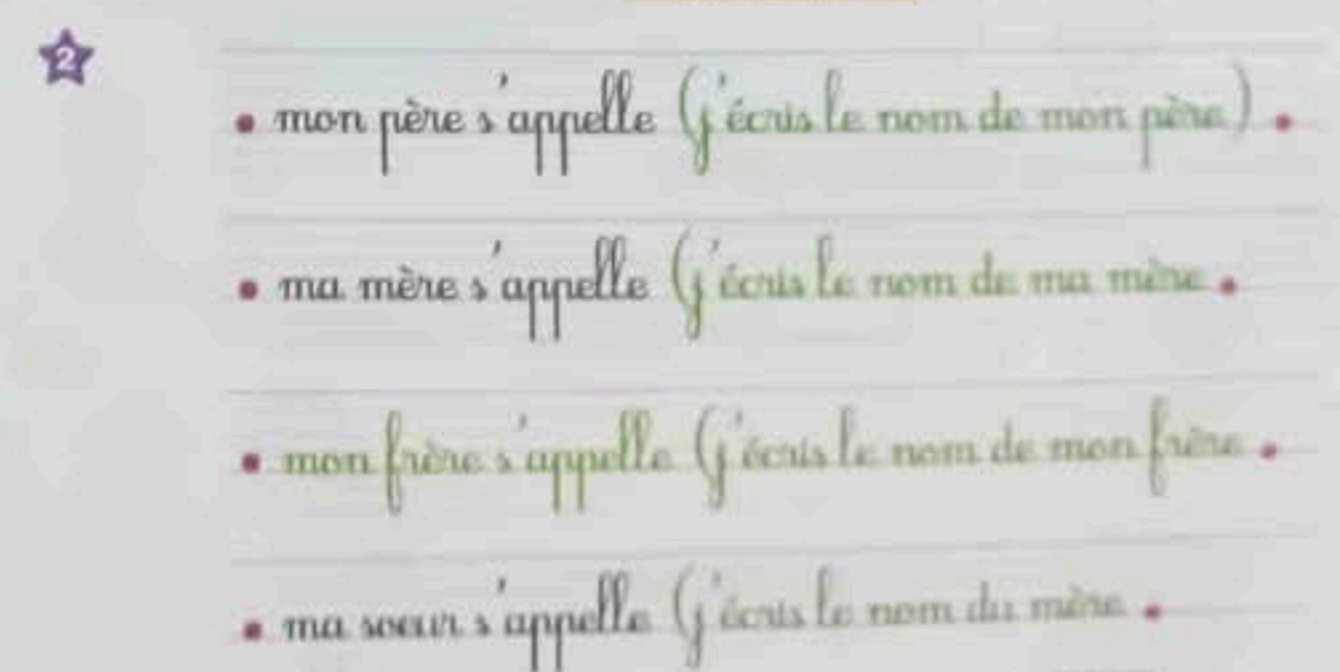 2
• mon père s'appelle (j'écris le nom de mon père) •
• ma mère s'appelle (j'écris le nom de ma mère •
• mon frère s'appelle (j'écris le nom de mon frère •
• ma sœur s'appelle (j'écris le nom du mère •